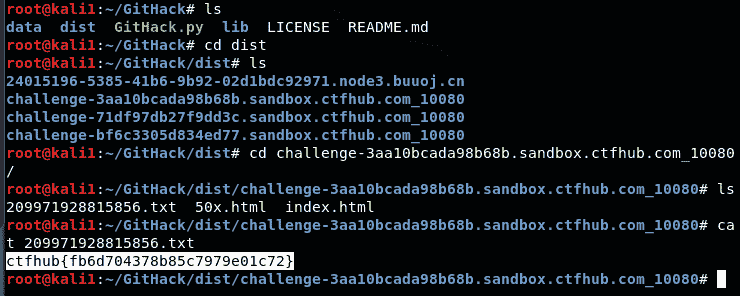 root@kali1:~/GitHack# ls
data  dist  GitHack.py  lib  LICENSE  README.md
root@kali1:~/GitHack# cd dist
root@kali1:~/GitHack/dist# ls
24015196-5385-41b6-9b92-02d1bdc92971.node3.buuoj.cn
challenge-3aa10bcada98b68b.sandbox.ctfhub.com_10080
challenge-71df97db27f9dd3c.sandbox.ctfhub.com_10080
challenge-bf6c3305d834ed77.sandbox.ctfhub.com_10080
root@kali1:~/GitHack/dist# cd challenge-3aa10bcada98b68b.sandbox.ctfhub.com_10080
/
root@kali1:~/GitHack/dist/challenge-3aa10bcada98b68b.sandbox.ctfhub.com_10080# ls
209971928815856.txt  50x.html  index.html
root@kali1:~/GitHack/dist/challenge-3aa10bcada98b68b.sandbox.ctfhub.com_10080# ca
t 209971928815856.txt
ctfhub{fb6d704378b85c7979e01c72}
root@kali1:~/GitHack/dist/challenge-3aa10bcada98b68b.sandbox.ctfhub.com_10080#